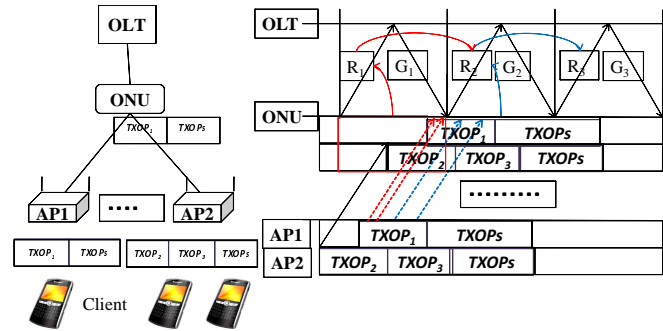 OLT
ONU
TXOP1 TXOPs
AP1 .... AP2
TXOP1 TXOPs TXOP2 TXOP3 TXOPs
Client
OLT
R1 G1 R2 G2 R3 G3
ONU
TXOP1 TXOPs
TXOP2 TXOP3 TXOPs
.........
AP1 TXOP1 TXOPs
AP2 TXOP2 TXOP3 TXOPs